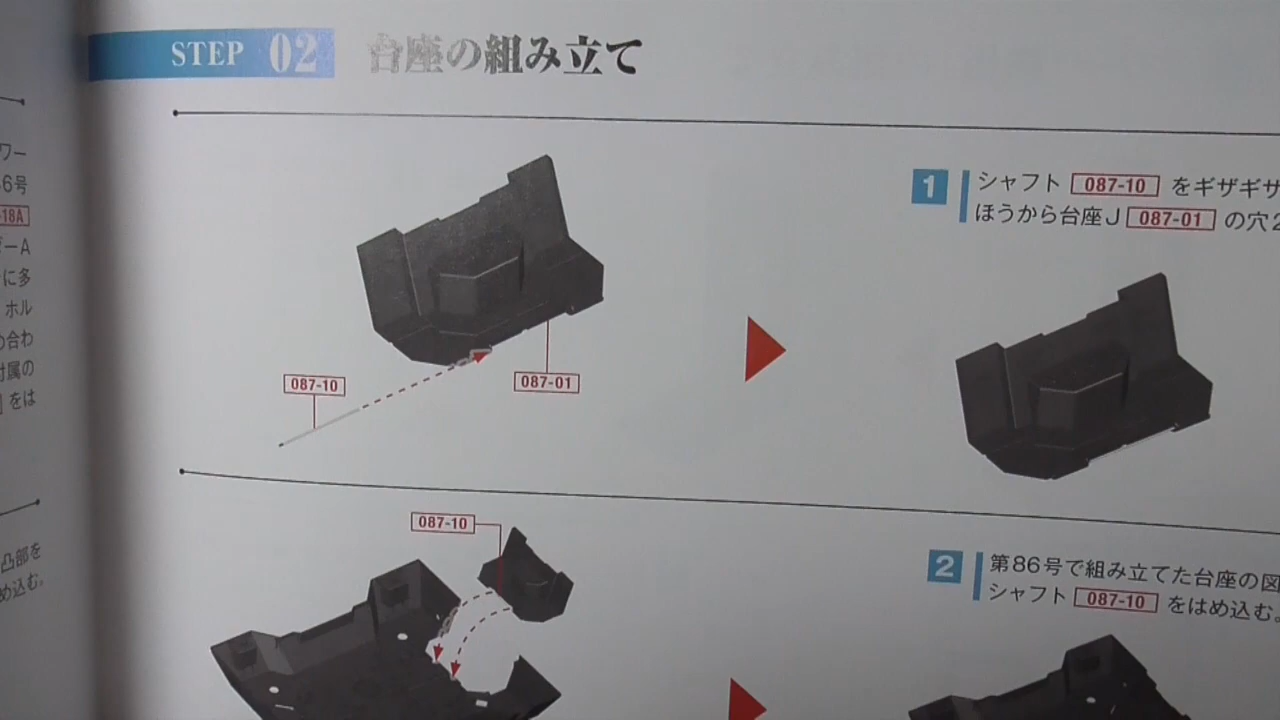 STEP 02 台座の組み立て
ワー
6号
-18A
ーA
に多
ホル
の合わ
付属の
をは
凸部を
め込む。
1 シャフト 087-10 をギザギザ
ほうから台座J 087-01 の穴2
087-10
087-01
087-10
2 第86号で組み立てた台座の図
シャフト 087-10 をはめ込む。